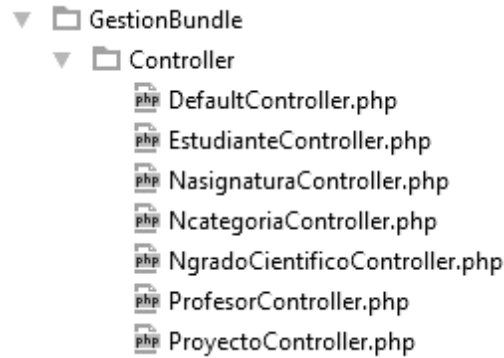 GestionBundle
Controller
php DefaultController.php
php EstudianteController.php
php NasignaturaController.php
php NcategoriaController.php
php NgradoCientificoController.php
php ProfesorController.php
php ProyectoController.php